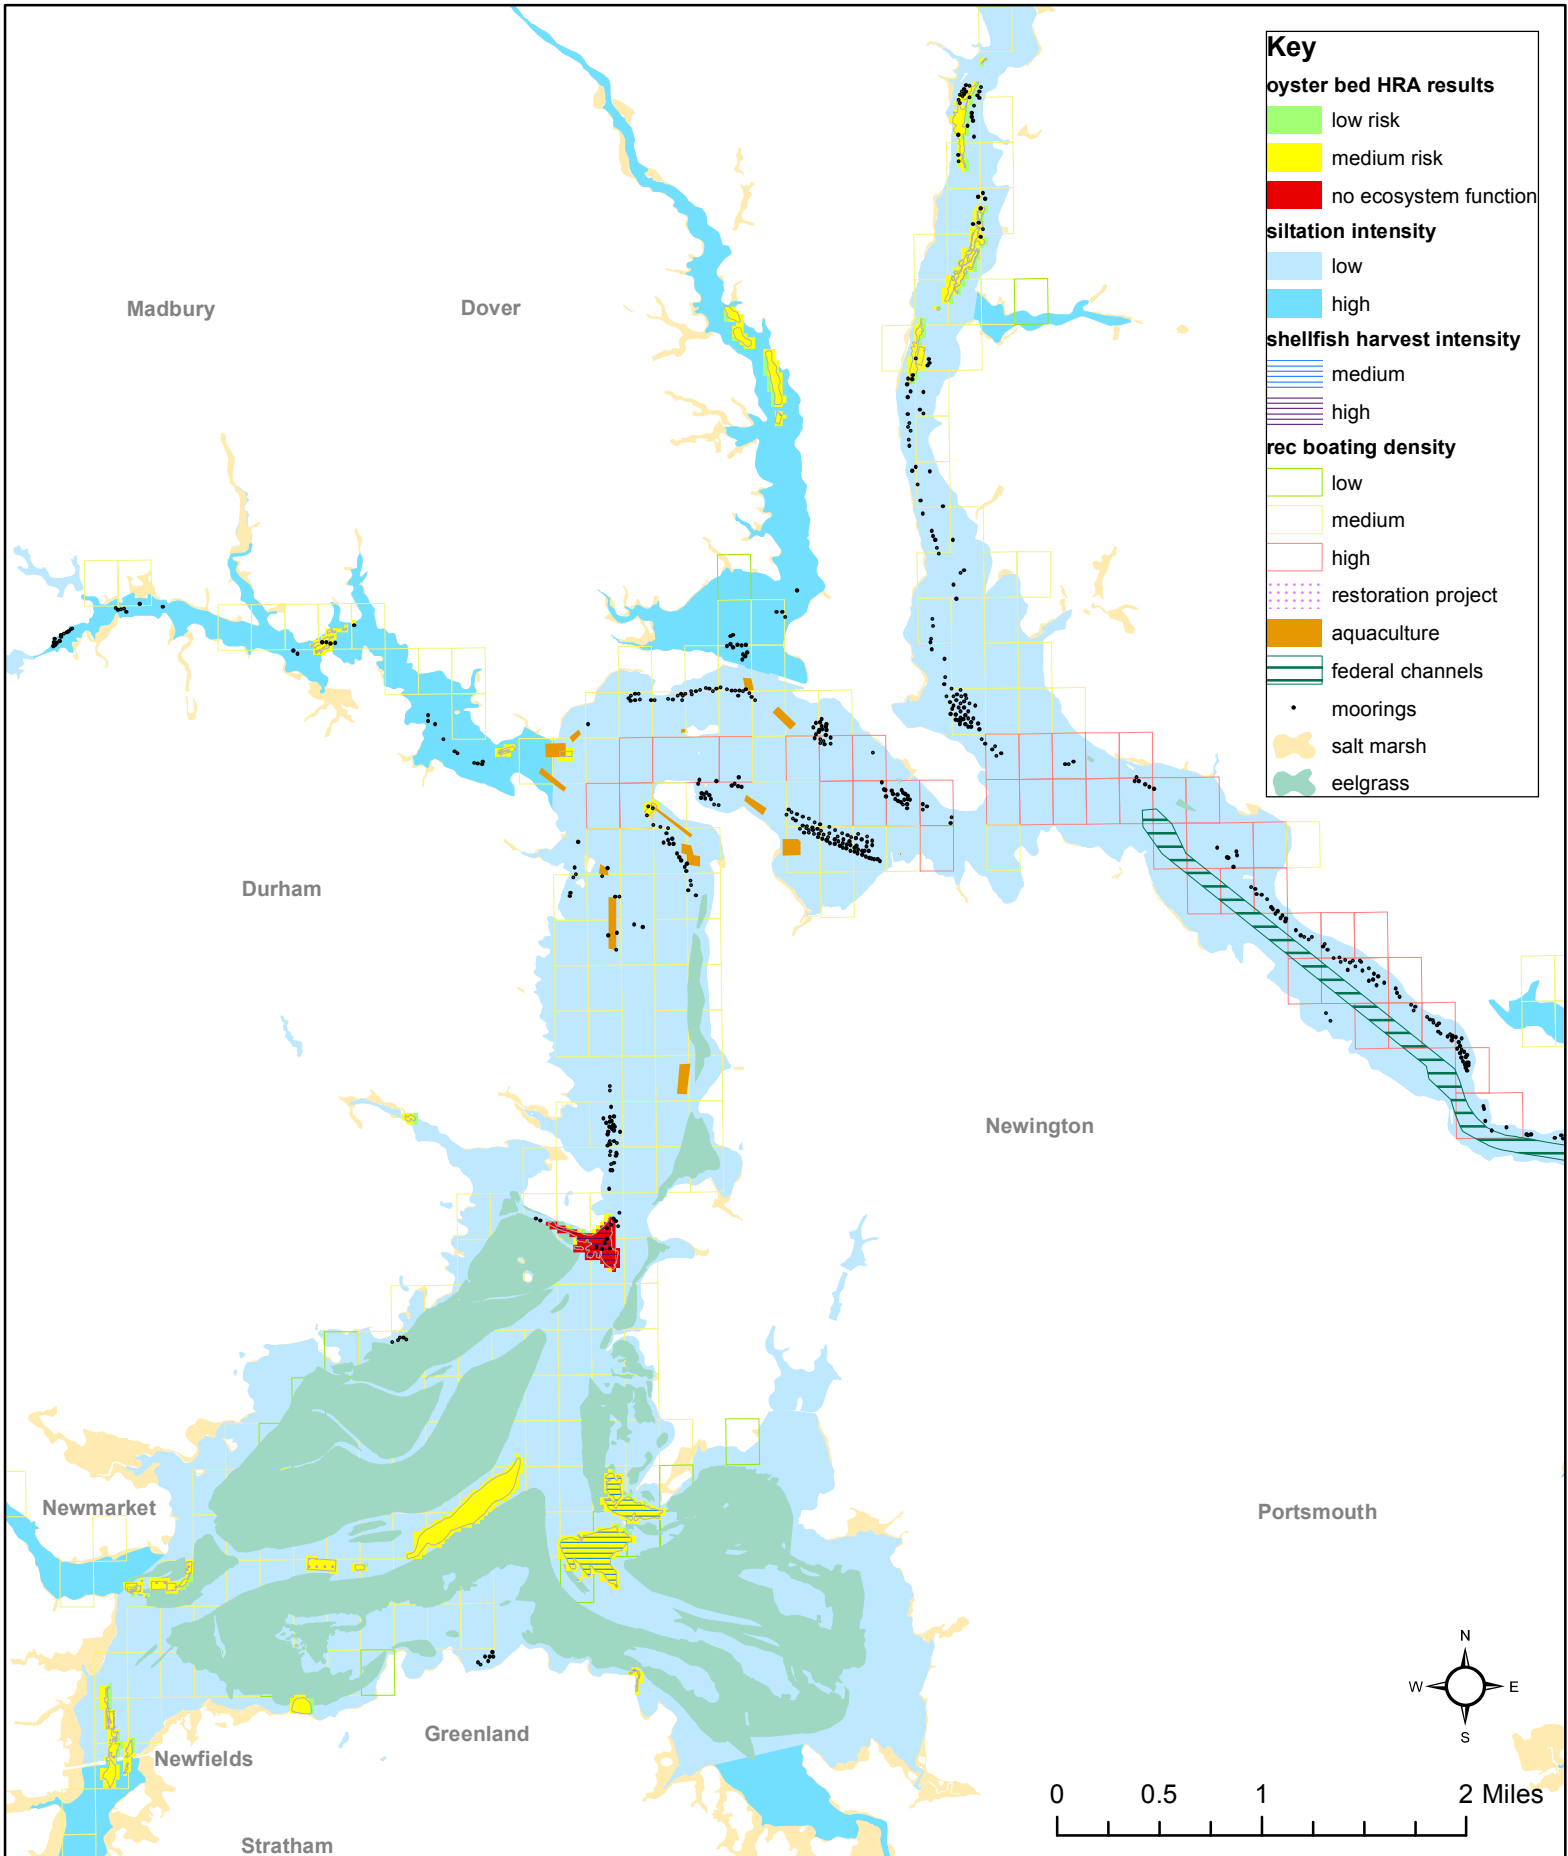 Key
oyster bed HRA results
low risk
medium risk
no ecosystem function
siltation intensity
low
high
shellfish harvest intensity
medium
high
rec boating density
low
medium
high
restoration project
aquaculture
federal channels
moorings
salt marsh
eelgrass
Madbury
Dover
Durham
Newington
Newmarket
Portsmouth
Greenland
Newfields
Stratham
N
W E
S
0 0.5 1 2 Miles